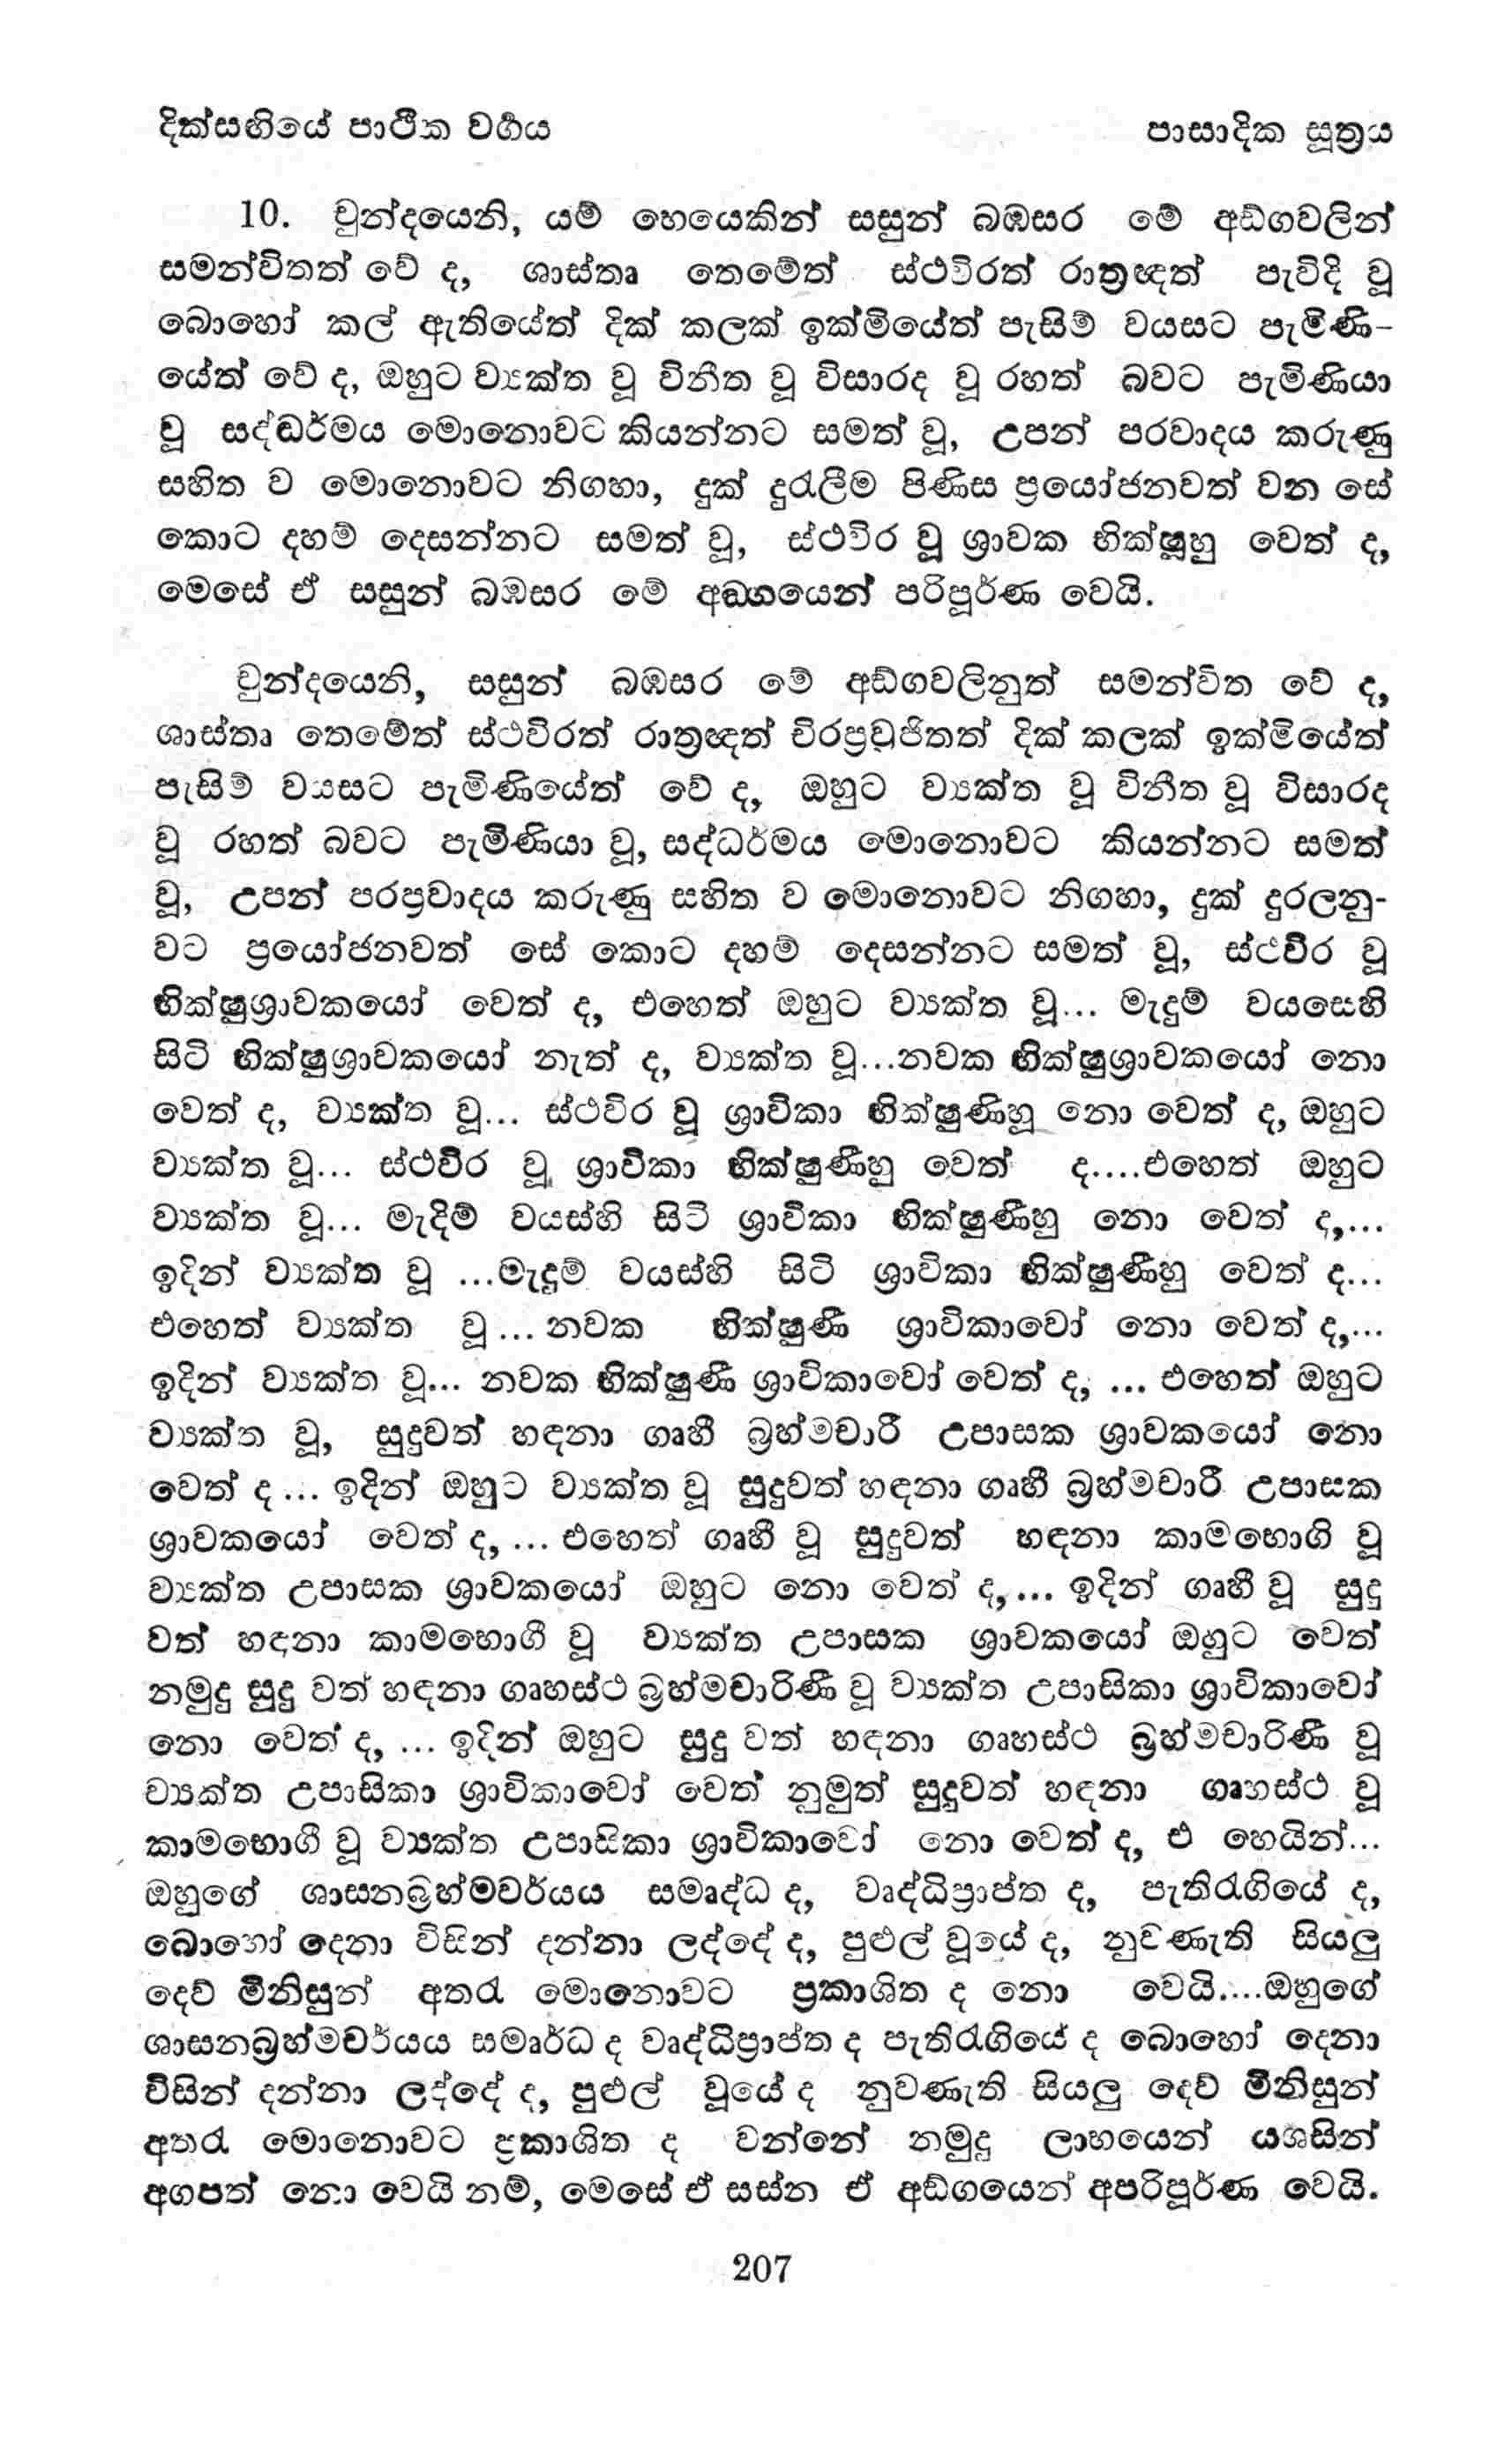 දික්සඟියේ පාථික වර්ගය
පාසාදික සූත්‍රය
10. චුන්දයෙනි, යම් හෙයෙකින් සසුන් බඹසර මේ අඩ්ගවලින්
සමන්විතත් වේ ද, ශාස්තෘ තෙමේත් ස්ථවිරත් රාත්‍රඥත් පැවිදි වූ
බොහෝ කල් ඇතියේත් දික් කලක් ඉක්මියේත් පැසිම් වයසට පැමිණි-
යේත් වේ ද, ඔහුට ව්‍යක්ත වූ විනීත වූ විසාරද වූ රහත් බවට පැමිණියා
වූ සද්ධර්මය මොනොවට කියන්නට සමත් වූ, උපන් පරවාදය කරුණු
සහිත ව මොනොවට නිගහා, දුක් දුරැලීම පිණිස ප්‍රයෝජනවත් වන සේ
කොට දහම් දෙසන්නට සමත් වූ, ස්ථවිර වූ ශ්‍රාවක භික්ෂූහු වෙත් ද,
මෙසේ ඒ සසුන් බඹසර මේ අඞගයෙන් පරිපූර්ණ වෙයි.
චුන්දයෙනි, සසුන් බඹසර මේ අඩ්ගවලිනුත් සමන්විත වේ ද,
ශාස්තෘ තෙමේත් ස්ථවිරත් රාත්‍රඥත් චිරප්‍රව්‍රජිතත් දික් කලක් ඉක්මියේත්
පැසිම් වයසට පැමිණියේත් වේ ද, ඔහුට ව්‍යක්ත වූ විනීත වූ විසාරද
වූ රහත් බවට පැමිණියා වූ, සද්ධර්මය මොනොවට කියන්නට සමත්
වූ, උපන් පරප්‍රවාදය කරුණු සහිත ව මොනොවට නිගහා, දුක් දුරලනු-
වට ප්‍රයෝජනවත් සේ කොට දහම් දෙසන්නට සමත් වූ, ස්ථවිර වූ
භික්ෂුශ්‍රාවකයෝ වෙත් ද, එහෙත් ඔහුට ව්‍යක්ත වූ... මැදුම් වයසෙහි
සිටි භික්ෂුශ්‍රාවකයෝ නැත් ද, ව්‍යක්ත වූ...නවක භික්ෂුශ්‍රාවකයෝ නො
වෙත් ද, ව්‍යක්ත වූ... ස්ථවිර වූ ශ්‍රාවිකා භික්ෂුණිහූ නො වෙත් ද, ඔහුට
ව්‍යක්ත වූ... ස්ථවිර වූ ශ්‍රාවිකා භික්ෂුණීහු වෙත් ද....එහෙත් ඔහුට
ව්‍යක්ත වූ... මැදිම් වයස්හි සිටි ශ්‍රාවිකා භික්ෂුණීහු නො වෙත් ද,...
ඉදින් ව්‍යක්ත වූ ...මැදුම් වයස්හි සිටි ශ්‍රාවිකා භික්ෂුණීහු වෙත් ද...
එහෙත් ව්‍යක්ත වූ... නවක භික්ෂුණී ශ්‍රාවිකාවෝ නො වෙත් ද,...
ඉදින් ව්‍යක්ත වූ... නවක භික්ෂුණී ශ්‍රාවිකාවෝ වෙත් ද, ... එහෙත් ඔහුට
ව්‍යක්ත වූ, සුදුවත් හඳනා ගෘහී බ්‍රහ්මචාරී උපාසක ශ්‍රාවකයෝ නො
වෙත් ද ... ඉදින් ඔහුට ව්‍යක්ත වූ සුදුවත් හඳනා ගෘහී බ්‍රහ්මචාරී උපාසක
ශ්‍රාවකයෝ වෙත් ද, ... එහෙත් ගෘහී වූ සුදුවත් හඳනා කාමභොගි වූ
ව්‍යක්ත උපාසක ශ්‍රාවකයෝ ඔහුට නො වෙත් ද,... ඉදින් ගෘහී වූ සුදු
වත් හඳනා කාමභොගී වූ ව්‍යක්ත උපාසක ශ්‍රාවකයෝ ඔහුට වෙත්
නමුදු සුදු වත් හඳනා ගෘහස්ථ බ්‍රහ්මචාරිණී වූ ව්‍යක්ත උපාසිකා ශ්‍රාවිකාවෝ
නො වෙත් ද, ... ඉදින් ඔහුට සුදු වත් හඳනා ගෘහස්ථ බ්‍රහ්මචාරිණී වූ
ව්‍යක්ත උපාසිකා ශ්‍රාවිකාවෝ වෙත් නුමුත් සුදුවත් හඳනා ගෘහස්ථ වූ
කාමභොගී වූ ව්‍යක්ත උපාසිකා ශ්‍රාවිකාවෝ නො වෙත් ද, එ හෙයින්...
ඔහුගේ ශාසනබ්‍රහ්මචර්යය සමෘද්ධ ද, වෘද්ධිප්‍රාප්ත ද, පැතිරැගියේ ද,
බොහෝ දෙනා විසින් දන්නා ලද්දේ ද, පුළුල් වූයේ ද, නුවණැති සියලු
දෙව් මිනිසුන් අතරැ මොනොවට ප්‍රකාශිත ද නො වෙයි....ඔහුගේ
ශාසනබ්‍රහ්මචර්යය සමෘර්ධ ද වෘද්ධිප්‍රාප්ත ද පැතිරැගියේ ද බොහෝ දෙනා
විසින් දන්නා ලද්දේ ද, පුළුල් වූයේ ද නුවණැති සියලු දෙව් මිනිසුන්
අතරැ මොනොවට ප්‍රකාශිත ද වන්නේ නමුදු ලාභයෙන් යශසින්
අගපත් නො වෙයි නම්, මෙසේ ඒ සස්න ඒ අඩ්ගයෙන් අපරිපූර්ණ වෙයි.
207